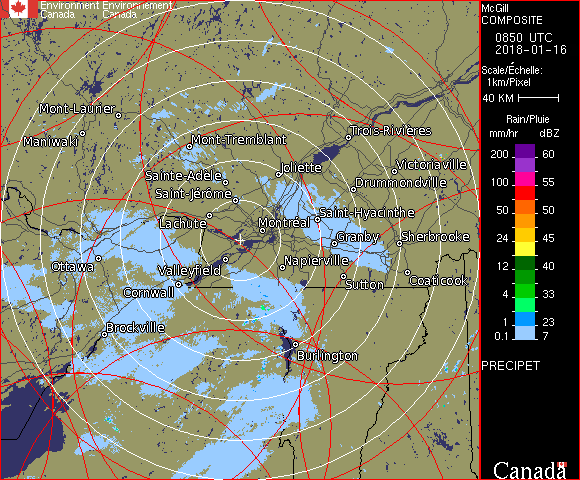 Environment Environnement
Canada Canada
McGill
COMPOSITE
0850 UTC
2018-01-16
Scale/Échelle:
1km/Pixel
40 KM
Rain/Pluie
mm/hr dBZ
200 60
100 55
50 50
24 45
12 40
4 33
1 23
0.1 7
PRECIPET
Canada
Mont-Laurier
Maniwaki
Mont-Tremblant
Trois-Rivières
Sainte-Adèle
Joliette
Victoriaville
Saint-Jérôme
Drummondville
Lachute
Montréal
Saint-Hyacinthe
Granby
Sherbrooke
Ottawa
Valleyfield
Napierville
Cornwall
Sutton
Coaticook
Brockville
Burlington